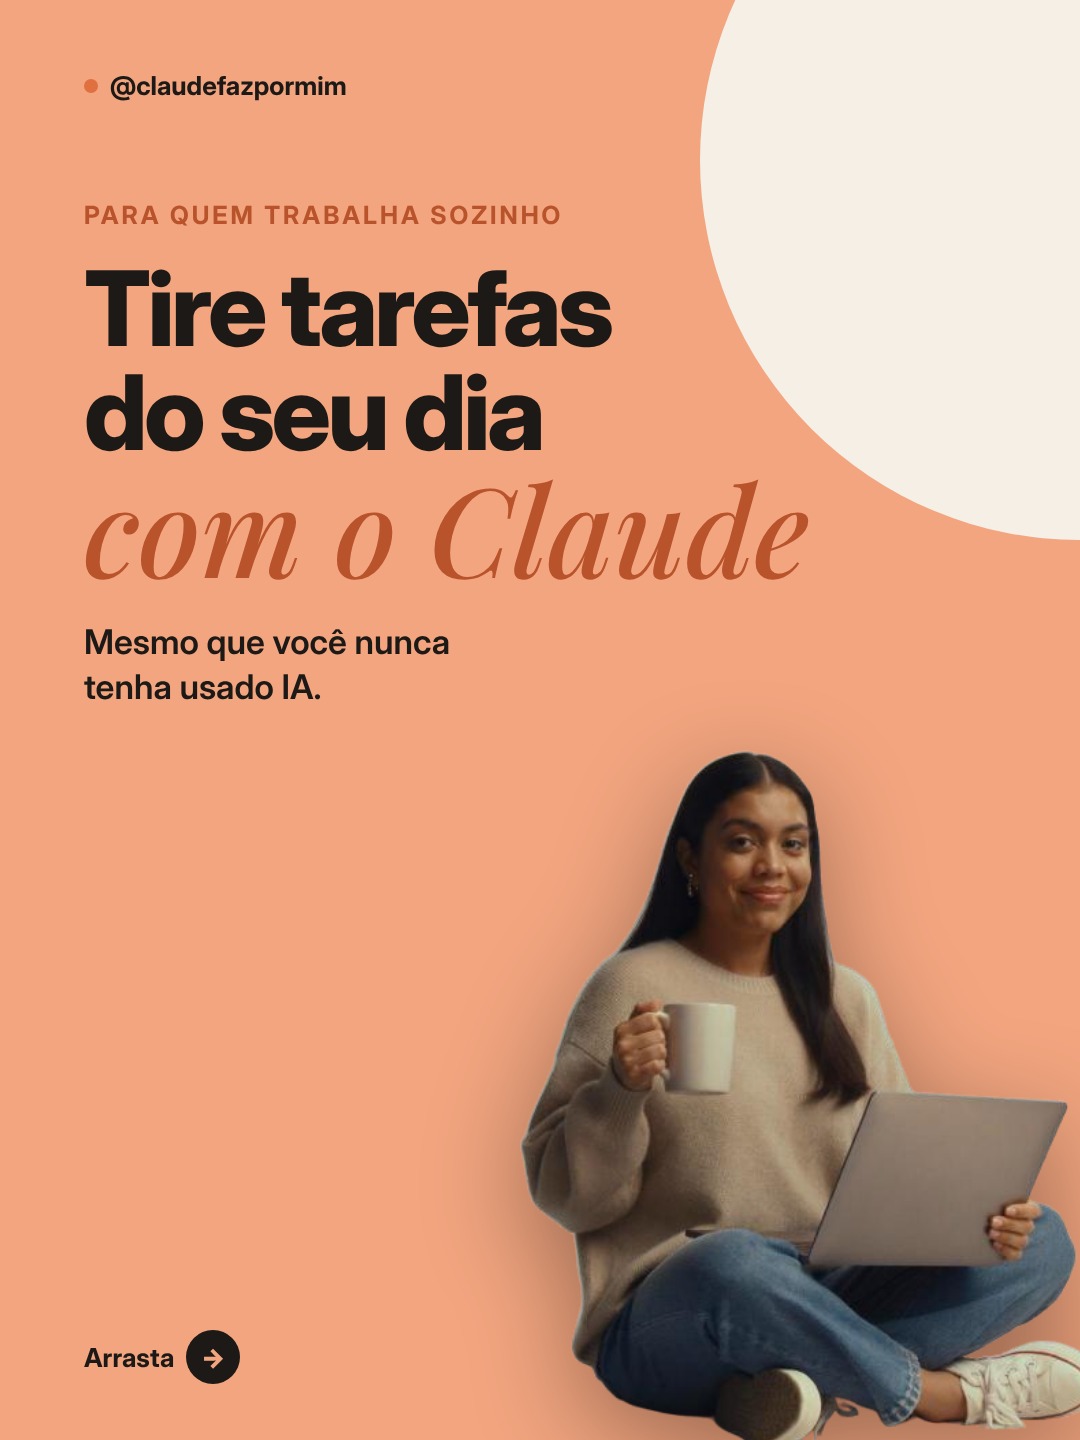 @claudefazpormim
PARA QUEM TRABALHA SOZINHO
Tire tarefas
do seu dia
com o Claude
Mesmo que você nunca
tenha usado IA.
Arrasta